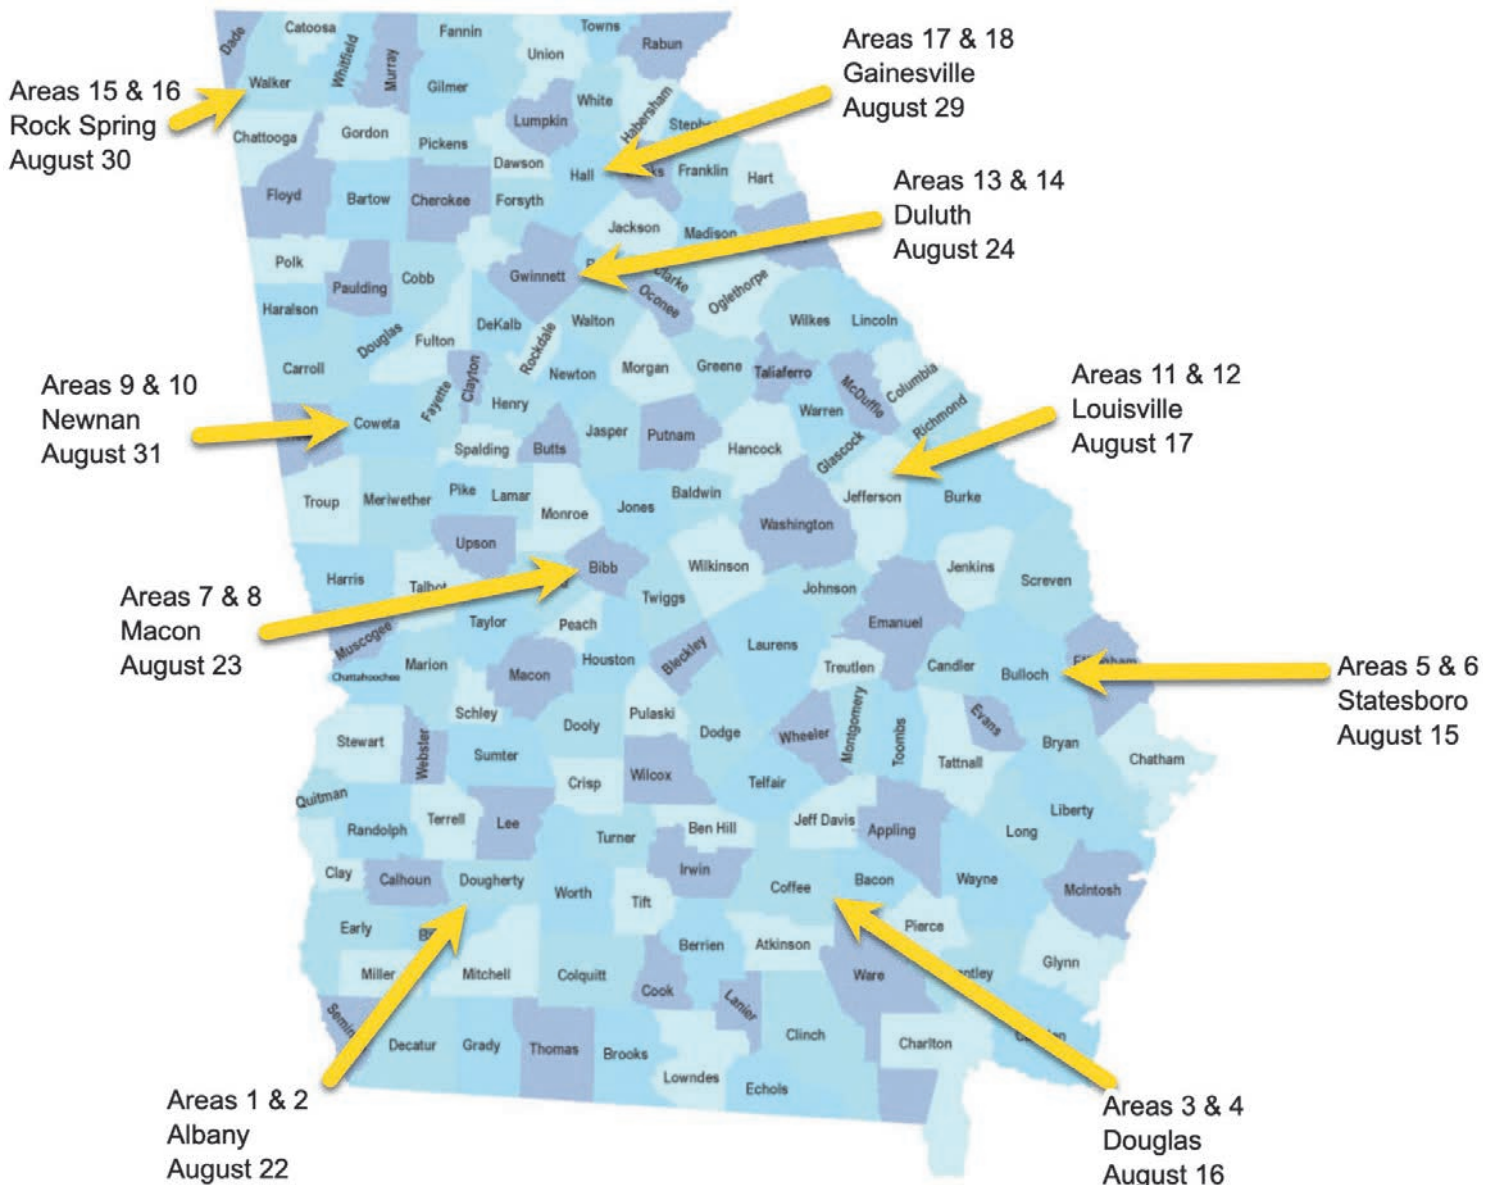 Areas 15 & 16
Rock Spring
August 30
Areas 17 & 18
Gainesville
August 29
Areas 13 & 14
Duluth
August 24
Areas 9 & 10
Newnan
August 31
Areas 11 & 12
Louisville
August 17
Areas 7 & 8
Macon
August 23
Areas 5 & 6
Statesboro
August 15
Areas 1 & 2
Albany
August 22
Areas 3 & 4
Douglas
August 16
Dade
Catoosa
Whitfield
Murray
Fannin
Union
Towns
Rabun
Walker
Gilmer
White
Habersham
Lumpkin
Chattooga
Gordon
Pickens
Dawson
Hall
Franklin
Hart
Floyd
Bartow
Cherokee
Forsyth
Jackson
Madison
Polk
Paulding
Cobb
Gwinnett
Clarke
Oconee
Oglethorpe
Haralson
Douglas
Fulton
DeKalb
Rockdale
Walton
Wilkes
Lincoln
Carroll
Fayette
Clayton
Newton
Morgan
Greene
Taliaferro
McDuffie
Columbia
Coweta
Henry
Warren
Richmond
Spalding
Butts
Jasper
Putnam
Hancock
Glascock
Troup
Meriwether
Pike
Lamar
Monroe
Jones
Baldwin
Washington
Jefferson
Burke
Upson
Bibb
Wilkinson
Jenkins
Screven
Harris
Talbot
Twiggs
Johnson
Emanuel
Muscogee
Taylor
Peach
Houston
Bleckley
Laurens
Treutlen
Candler
Bulloch
Effingham
Chattahoochee
Marion
Macon
Schley
Dooly
Pulaski
Dodge
Wheeler
Montgomery
Toombs
Evans
Tattnall
Bryan
Chatham
Stewart
Webster
Sumter
Crisp
Wilcox
Telfair
Quitman
Randolph
Terrell
Lee
Turner
Ben Hill
Jeff Davis
Appling
Long
Liberty
Clay
Calhoun
Dougherty
Worth
Tift
Irwin
Coffee
Bacon
Wayne
McIntosh
Early
Berrien
Atkinson
Pierce
Miller
Mitchell
Colquitt
Cook
Lanier
Ware
Glynn
Decatur
Grady
Thomas
Brooks
Lowndes
Clinch
Echols
Charlton